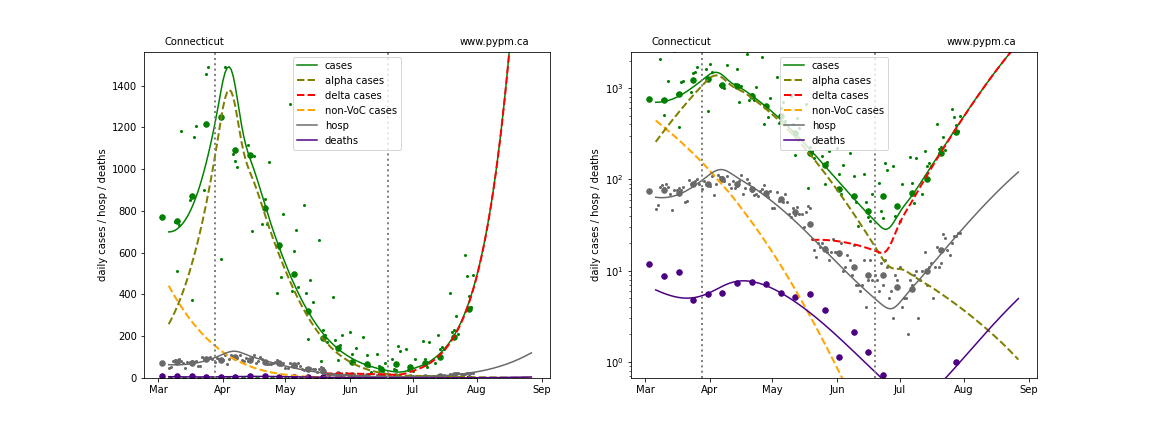 Connecticut www.pypm.ca
cases
alpha cases
delta cases
non-VoC cases
hosp
deaths
daily cases / hosp / deaths
1400
1200
1000
800
600
400
200
0
Mar Apr May Jun Jul Aug Sep
Connecticut www.pypm.ca
cases
alpha cases
delta cases
non-VoC cases
hosp
deaths
daily cases / hosp / deaths
10³
10²
10¹
10⁰
Mar Apr May Jun Jul Aug Sep